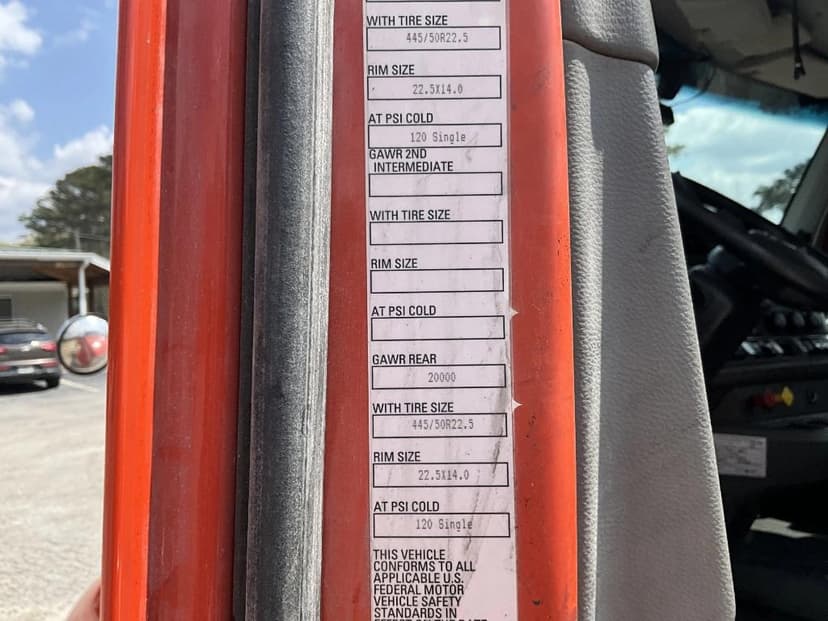 WITH TIRE SIZE
445/50R22.5
RIM SIZE
22.5X14.0
AT PSI COLD
120 Single
GAWR 2ND
INTERMEDIATE
WITH TIRE SIZE
RIM SIZE
AT PSI COLD
GAWR REAR
20000
WITH TIRE SIZE
445/50R22.5
RIM SIZE
22.5X14.0
AT PSI COLD
120 Single
THIS VEHICLE
CONFORMS TO ALL
APPLICABLE U.S.
FEDERAL MOTOR
VEHICLE SAFETY
STANDARDS IN